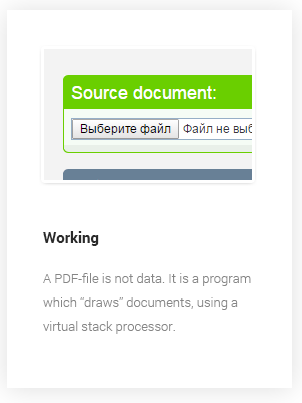 Source document:
Выберите файл Файл не выб
Working
A PDF-file is not data. It is a program
which “draws” documents, using a
virtual stack processor.